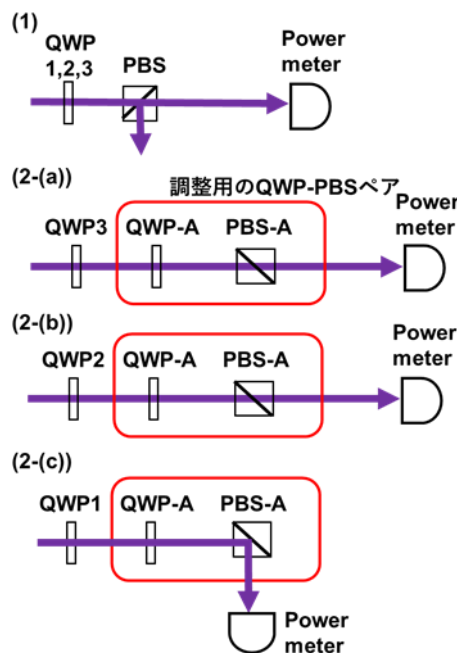 (1)
QWP
1,2,3
PBS
Power
meter
(2-(a))
調整用のQWP-PBSペア
Power
meter
QWP3
QWP-A
PBS-A
(2-(b))
Power
meter
QWP2
QWP-A
PBS-A
(2-(c))
QWP1
QWP-A
PBS-A
Power
meter